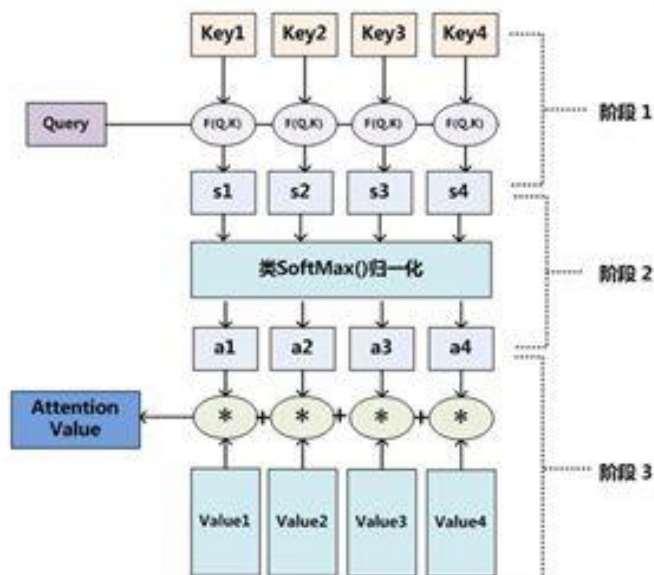 Key1 Key2 Key3 Key4
阶段 1
Query F(Q,K) F(Q,K) F(Q,K) F(Q,K)
s1 s2 s3 s4
类SoftMax()归一化
阶段 2
a1 a2 a3 a4
Attention
Value
* + * + * + *
阶段 3
Value1 Value2 Value3 Value4